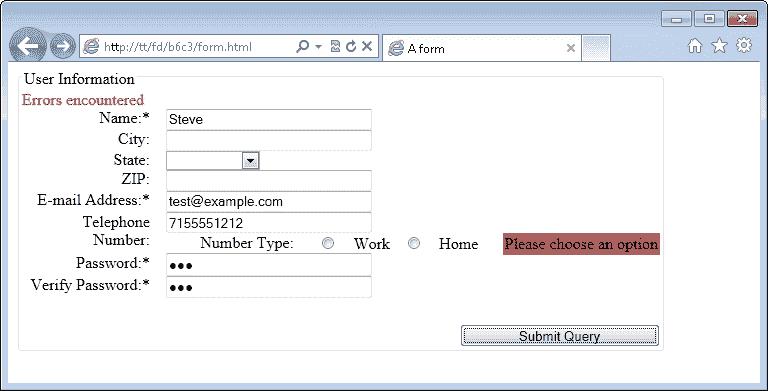 http://tt/fd/b6c3/form.html
A form
User Information
Errors encountered
Name:* Steve
City:
State:
ZIP:
E-mail Address:* test@example.com
Telephone 7155551212
Number: Number Type: Work Home Please choose an option
Password:* ●●●
Verify Password:* ●●●
Submit Query